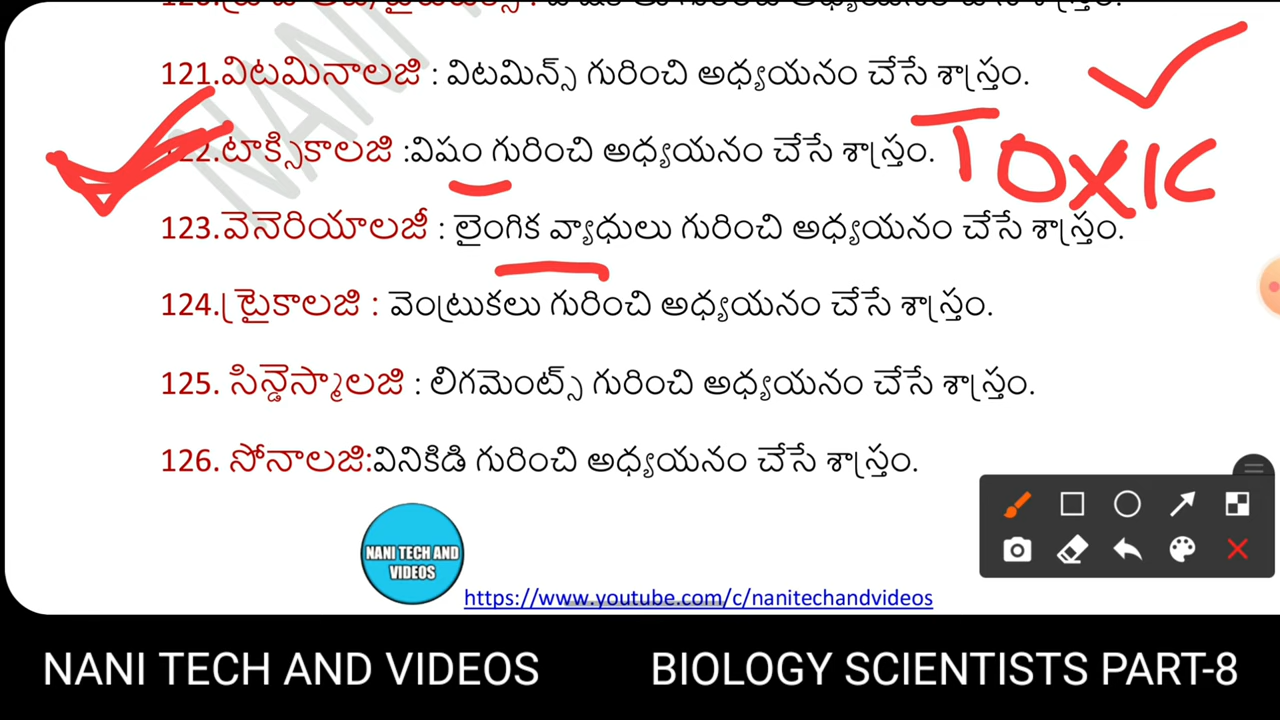 121.విటమినాలజి : విటమిన్స్ గురించి అధ్యయనం చేసే శాస్త్రం.
122.టాక్సికాలజి :విషం గురించి అధ్యయనం చేసే శాస్త్రం. TOXIC
123.వెనెరియాలజీ : లైంగిక వ్యాధులు గురించి అధ్యయనం చేసే శాస్త్రం.
124.ట్రైకాలజి : వెంట్రుకలు గురించి అధ్యయనం చేసే శాస్త్రం.
125. సిన్డెస్మాలజి : లిగమెంట్స్ గురించి అధ్యయనం చేసే శాస్త్రం.
126. సోనాలజి:వినికిడి గురించి అధ్యయనం చేసే శాస్త్రం.
NANI TECH AND
VIDEOS
https://www.youtube.com/c/nanitechandvideos
NANI TECH AND VIDEOS BIOLOGY SCIENTISTS PART-8